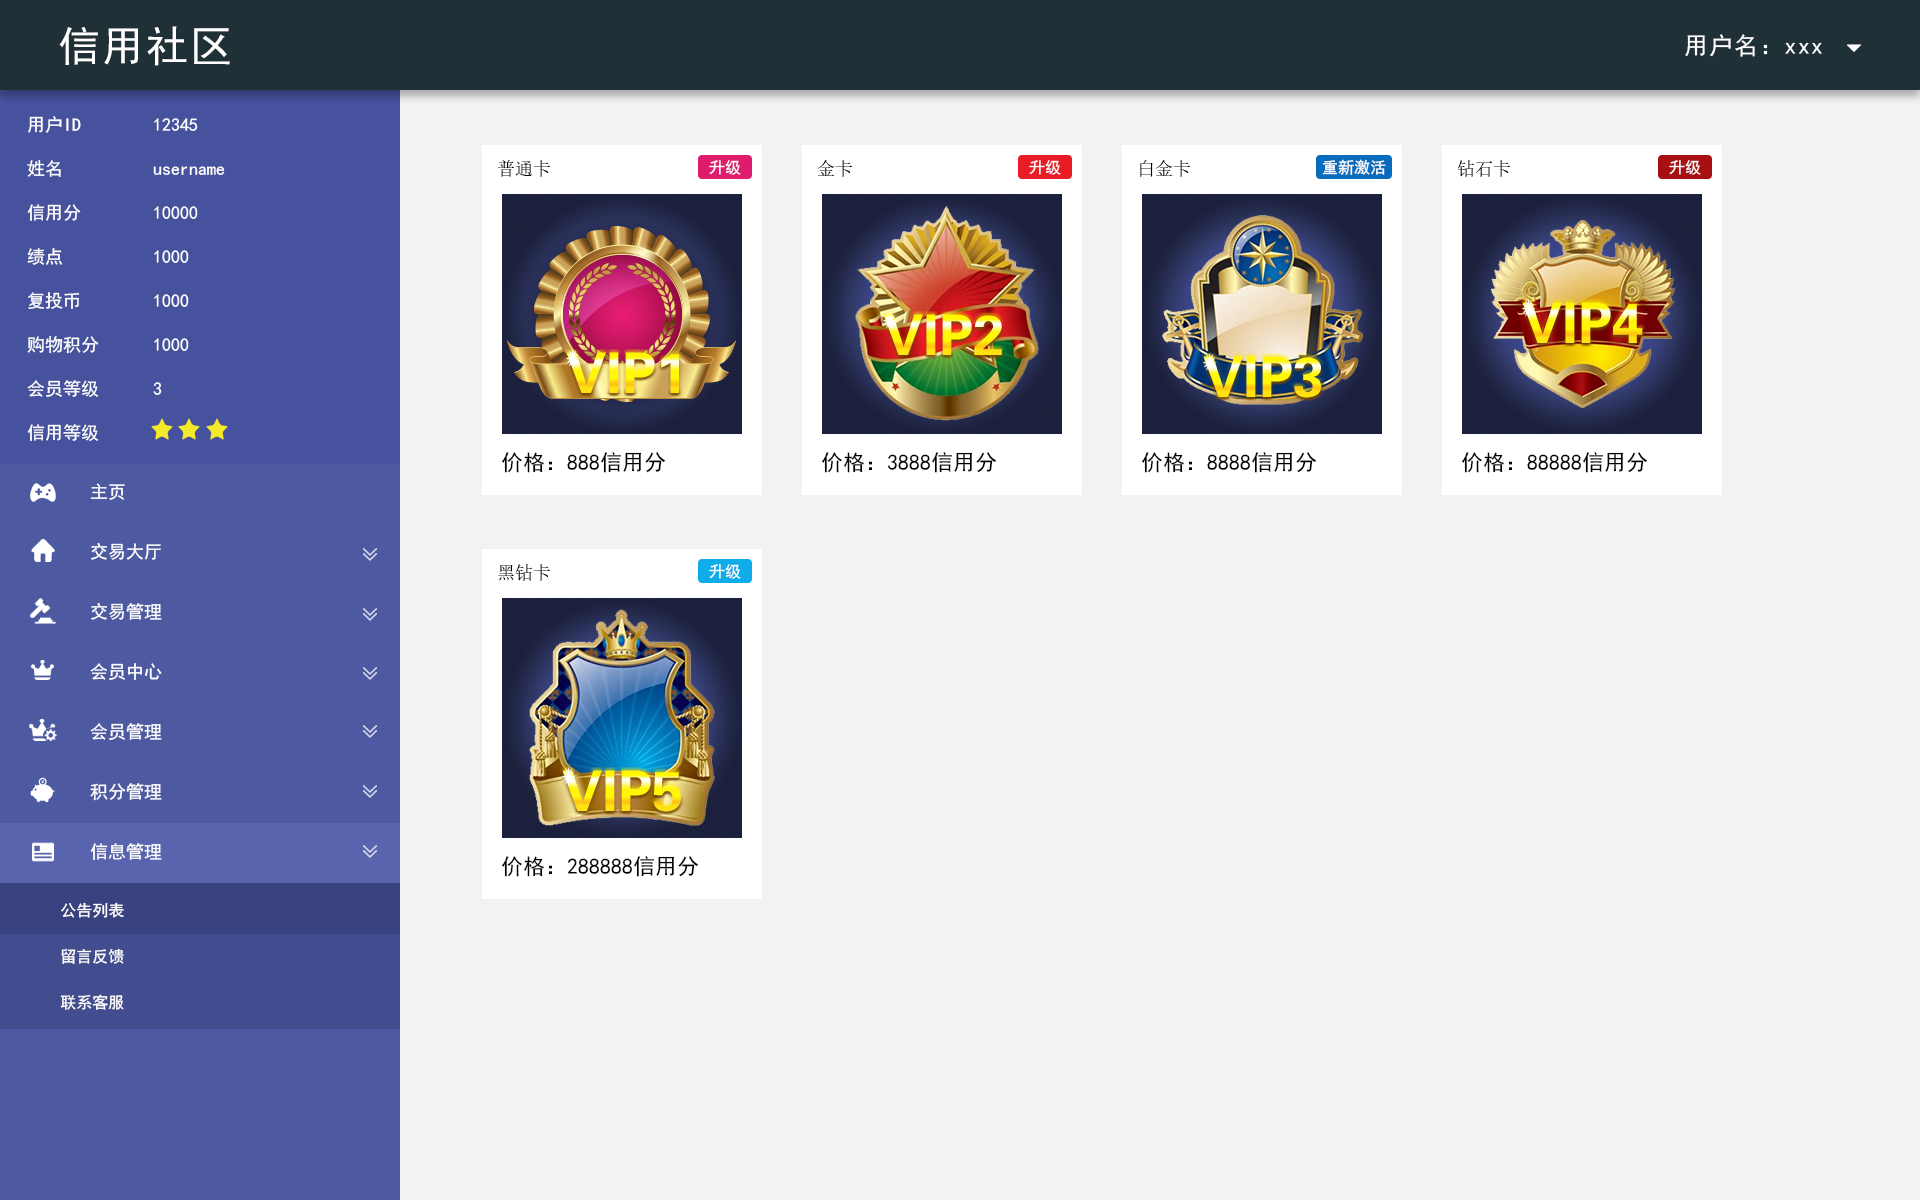 信用社区
用户名：xxx
用户ID 12345
姓名 username
信用分 10000
绩点 1000
复投币 1000
购物积分 1000
会员等级 3
信用等级
主页
交易大厅
交易管理
会员中心
会员管理
积分管理
信息管理
公告列表
留言反馈
联系客服
普通卡 升级
VIP1
价格：888信用分
金卡 升级
VIP2
价格：3888信用分
白金卡 重新激活
VIP3
价格：8888信用分
钻石卡 升级
VIP4
价格：88888信用分
黑钻卡 升级
VIP5
价格：288888信用分